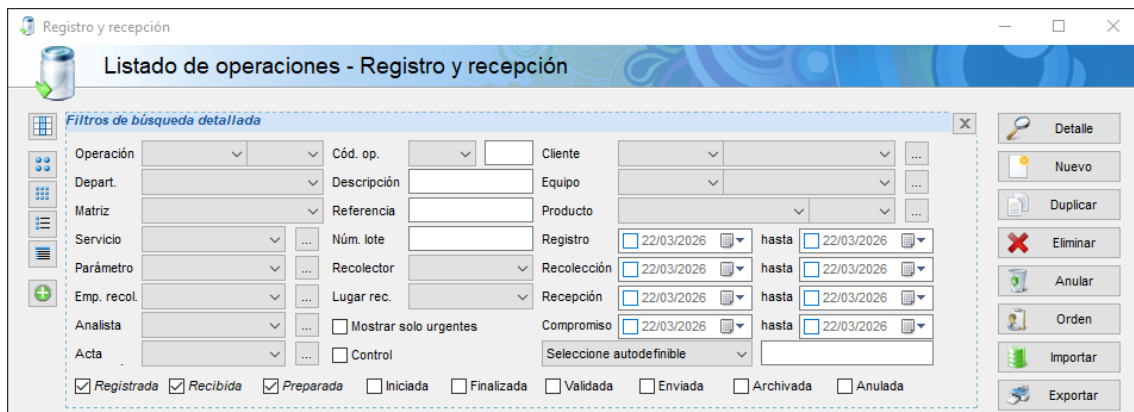 Registro y recepción
Listado de operaciones - Registro y recepción
Filtros de búsqueda detallada X Detalle
Operación Cód. op. Cliente ...
Depart. Descripción Equipo ... Nuevo
Matriz Referencia Producto ... Duplicar
Servicio ... Núm. lote Registro 22/03/2026 hasta 22/03/2026 Eliminar
Parámetro ... Recolector Recolección 22/03/2026 hasta 22/03/2026 Anular
Emp. recol. ... Lugar rec. Recepción 22/03/2026 hasta 22/03/2026
Analista ... Mostrar solo urgentes Compromiso 22/03/2026 hasta 22/03/2026 Orden
Acta ... Control Seleccione autodefinible Importar
Registrada Recibida Preparada Iniciada Finalizada Validada Enviada Archivada Anulada Exportar